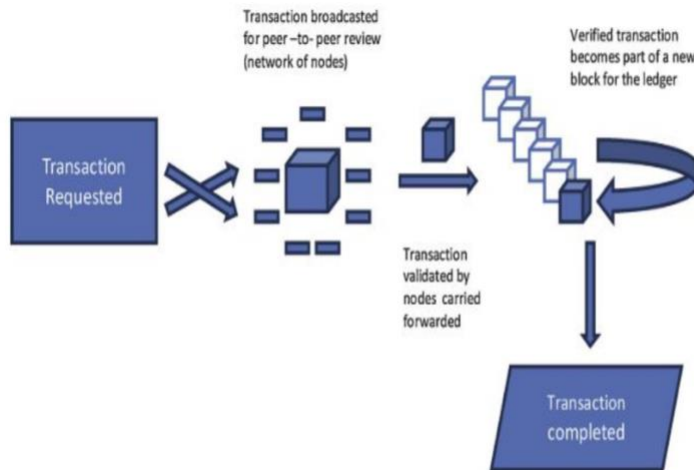 Transaction broadcasted
for peer –to- peer review
(network of nodes)
Verified transaction
becomes part of a new
block for the ledger
Transaction
Requested
Transaction
validated by
nodes carried
forwarded
Transaction
completed